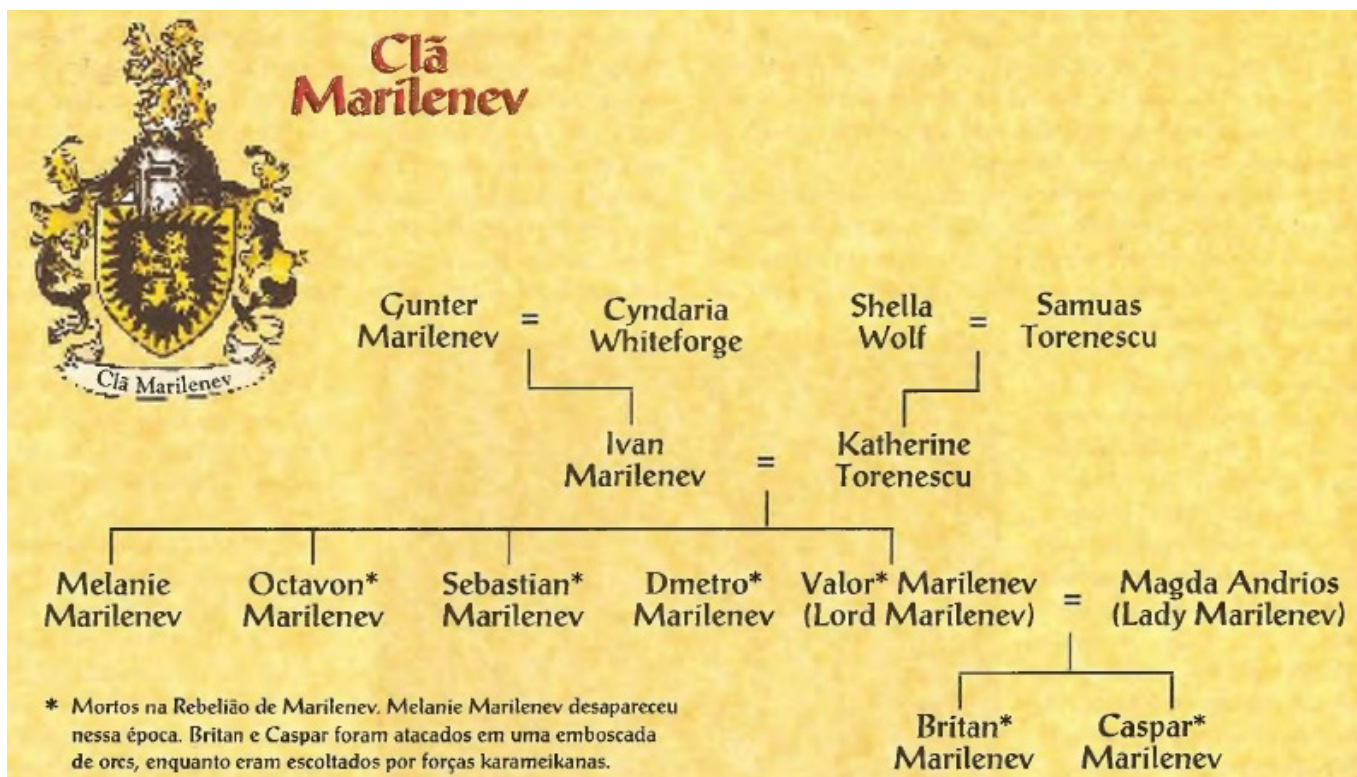 Clã
Marilenev
Clã Marilenev
Gunter
Marilenev
=
Cyndaria
Whiteforge
Shella
Wolf
=
Samuas
Torenescu
Ivan
Marilenev
=
Katherine
Torenescu
Melanie
Marilenev
Octavon*
Marilenev
Sebastian*
Marilenev
Dmetro*
Marilenev
Valor* Marilenev
(Lord Marilenev)
=
Magda Andrios
(Lady Marilenev)
Britan*
Marilenev
Caspar*
Marilenev
* Mortos na Rebelião de Marilenev. Melanie Marilenev desapareceu
nessa época. Britan e Caspar foram atacados em uma emboscada
de orcs, enquanto eram escoltados por forças karameikanas.